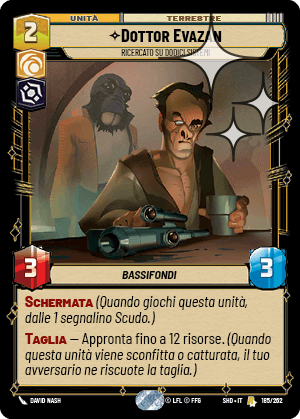 UNITÀ
TERRESTRE
2
✧DOTTOR EVAZAN
RICERCATO SU DODICI SISTEMI
3
3
BASSIFONDI
SCHERMATA (Quando giochi questa unità,
dalle 1 segnalino Scudo.)
TAGLIA — Appronta fino a 12 risorse. (Quando
questa unità viene sconfitta o catturata, il tuo
avversario ne riscuote la taglia.)
DAVID NASH
© LFL © FFG
SHD • IT
185/262